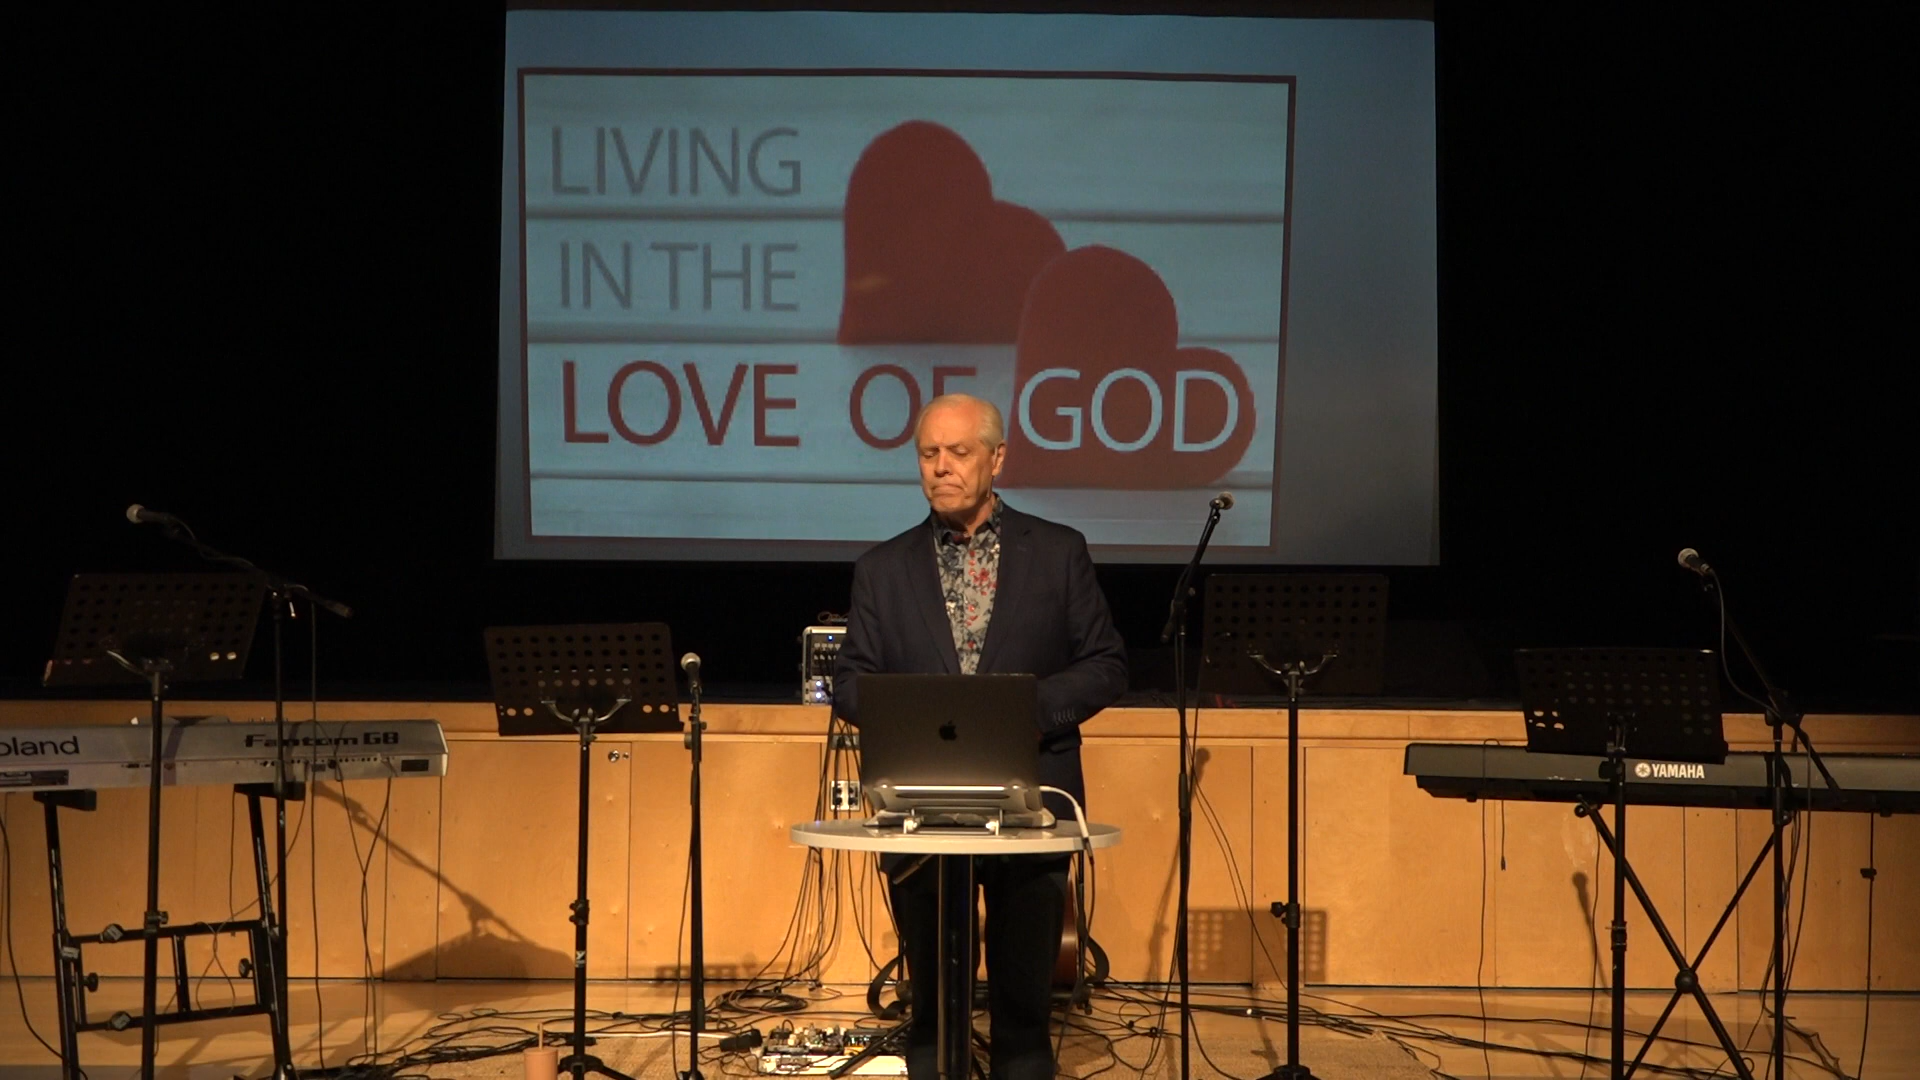 LIVING
IN THE
LOVE OF GOD
Roland
Fantom G8
YAMAHA